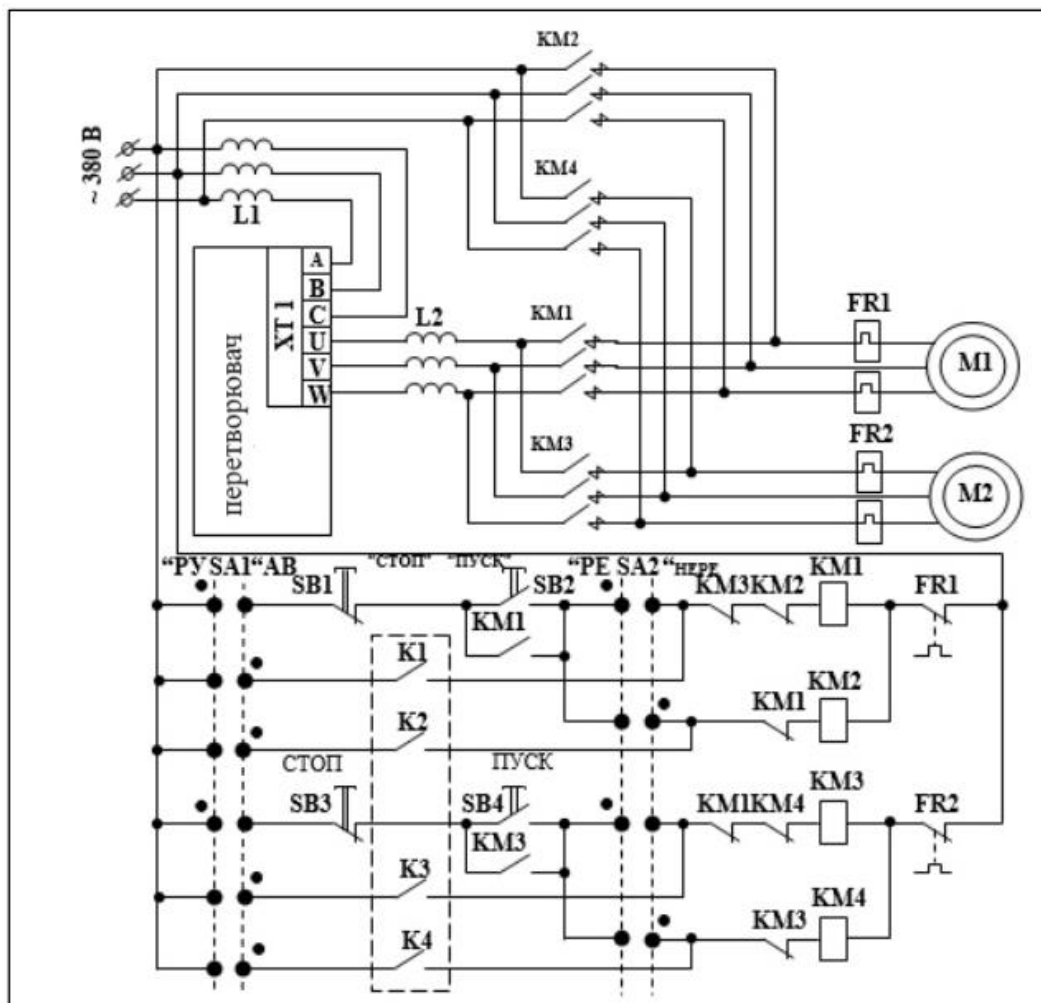 KM2
~ 380 В
L1
KM4
A
B
C
U
V
W
XT 1
перетворювач
L2
KM1
FR1
M1
KM3
FR2
M2
“РУ SA1“АВ
“СТОП”
“ПУСК”
“РЕ SA2“НЕРЕ
SB1
SB2
KM3 KM2
KM1
FR1
KM1
K1
KM1
KM2
K2
СТОП
ПУСК
SB3
SB4
KM1KM4
KM3
FR2
KM3
K3
KM3
KM4
K4